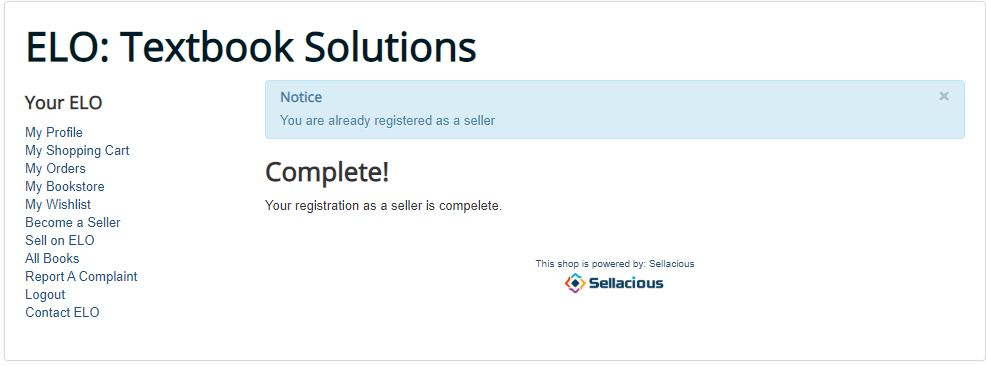 ELO: Textbook Solutions
Your ELO
My Profile
My Shopping Cart
My Orders
My Bookstore
My Wishlist
Become a Seller
Sell on ELO
All Books
Report A Complaint
Logout
Contact ELO
Notice
×
You are already registered as a seller
Complete!
Your registration as a seller is compelete.
This shop is powered by: Sellacious
Sellacious